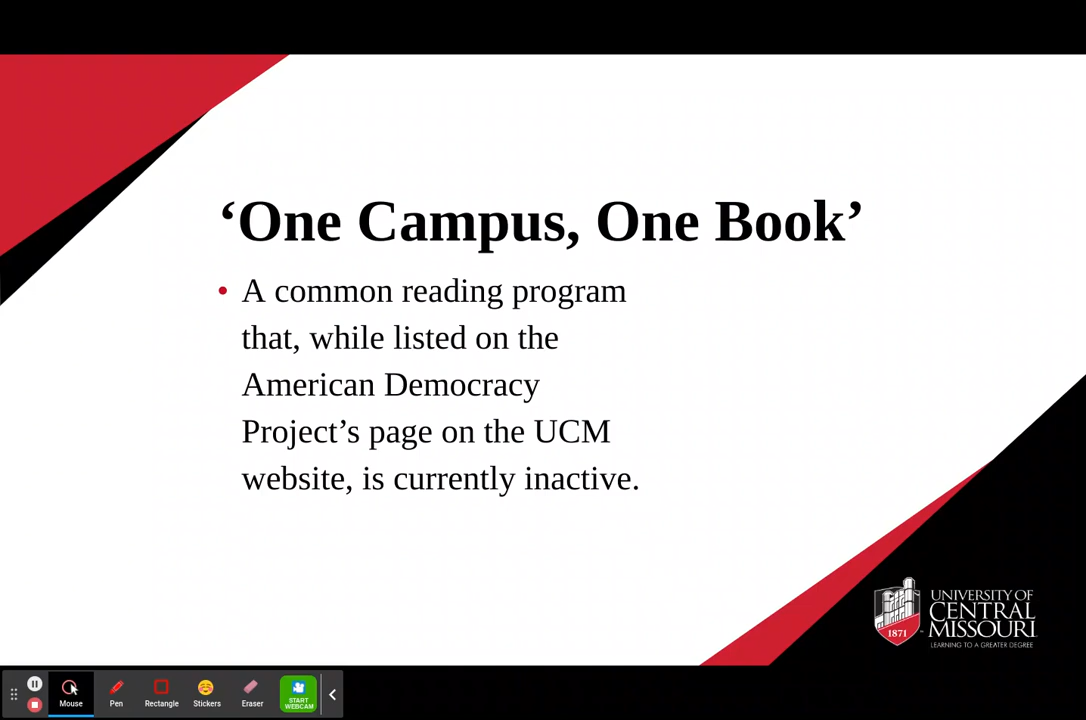 ‘One Campus, One Book’
• A common reading program
that, while listed on the
American Democracy
Project’s page on the UCM
website, is currently inactive.
1871
UNIVERSITY OF
CENTRAL
MISSOURI
LEARNING TO A GREATER DEGREE
Mouse
Pen
Rectangle
Stickers
Eraser
START
WEBCAM